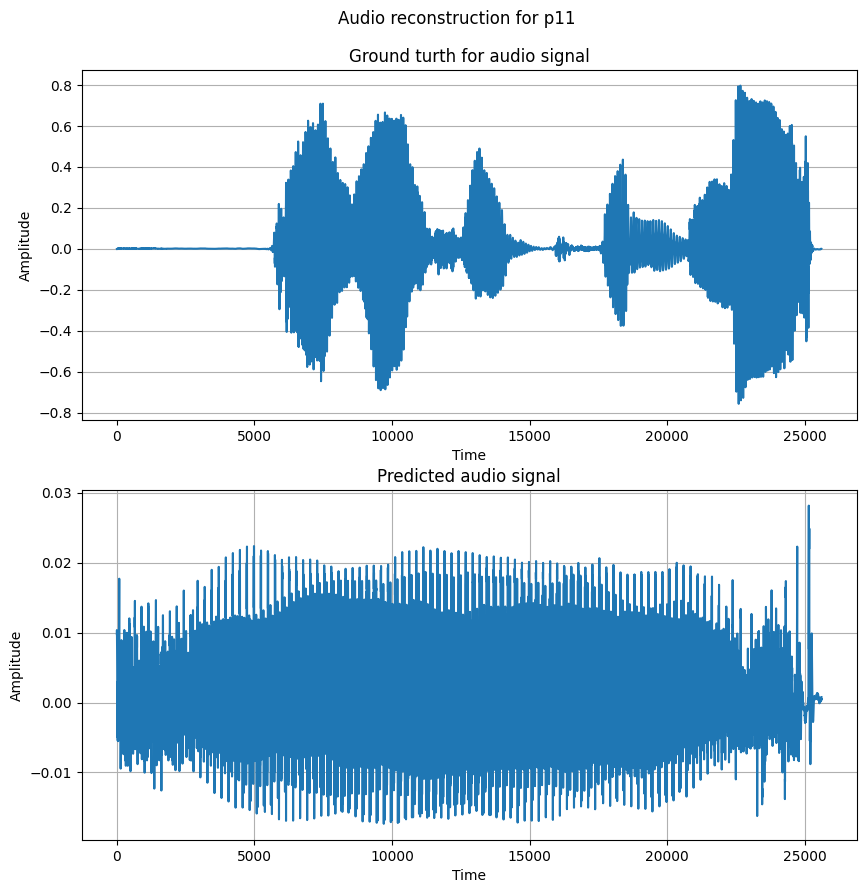 Audio reconstruction for p11
Ground turth for audio signal
0.8
0.6
0.4
0.2
0.0
−0.2
−0.4
−0.6
−0.8
Amplitude
0 5000 10000 15000 20000 25000
Time
Predicted audio signal
0.03
0.02
0.01
0.00
−0.01
Amplitude
0 5000 10000 15000 20000 25000
Time